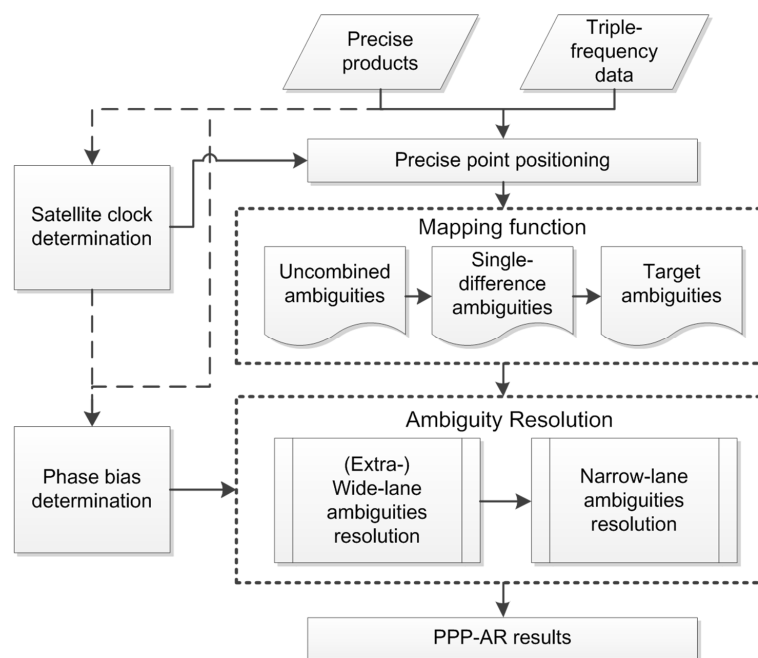 Precise
products
Triple-
frequency
data
Precise point positioning
Satellite clock
determination
Mapping function
Uncombined
ambiguities
Single-
difference
ambiguities
Target
ambiguities
Ambiguity Resolution
Phase bias
determination
(Extra-)
Wide-lane
ambiguities
resolution
Narrow-lane
ambiguities
resolution
PPP-AR results